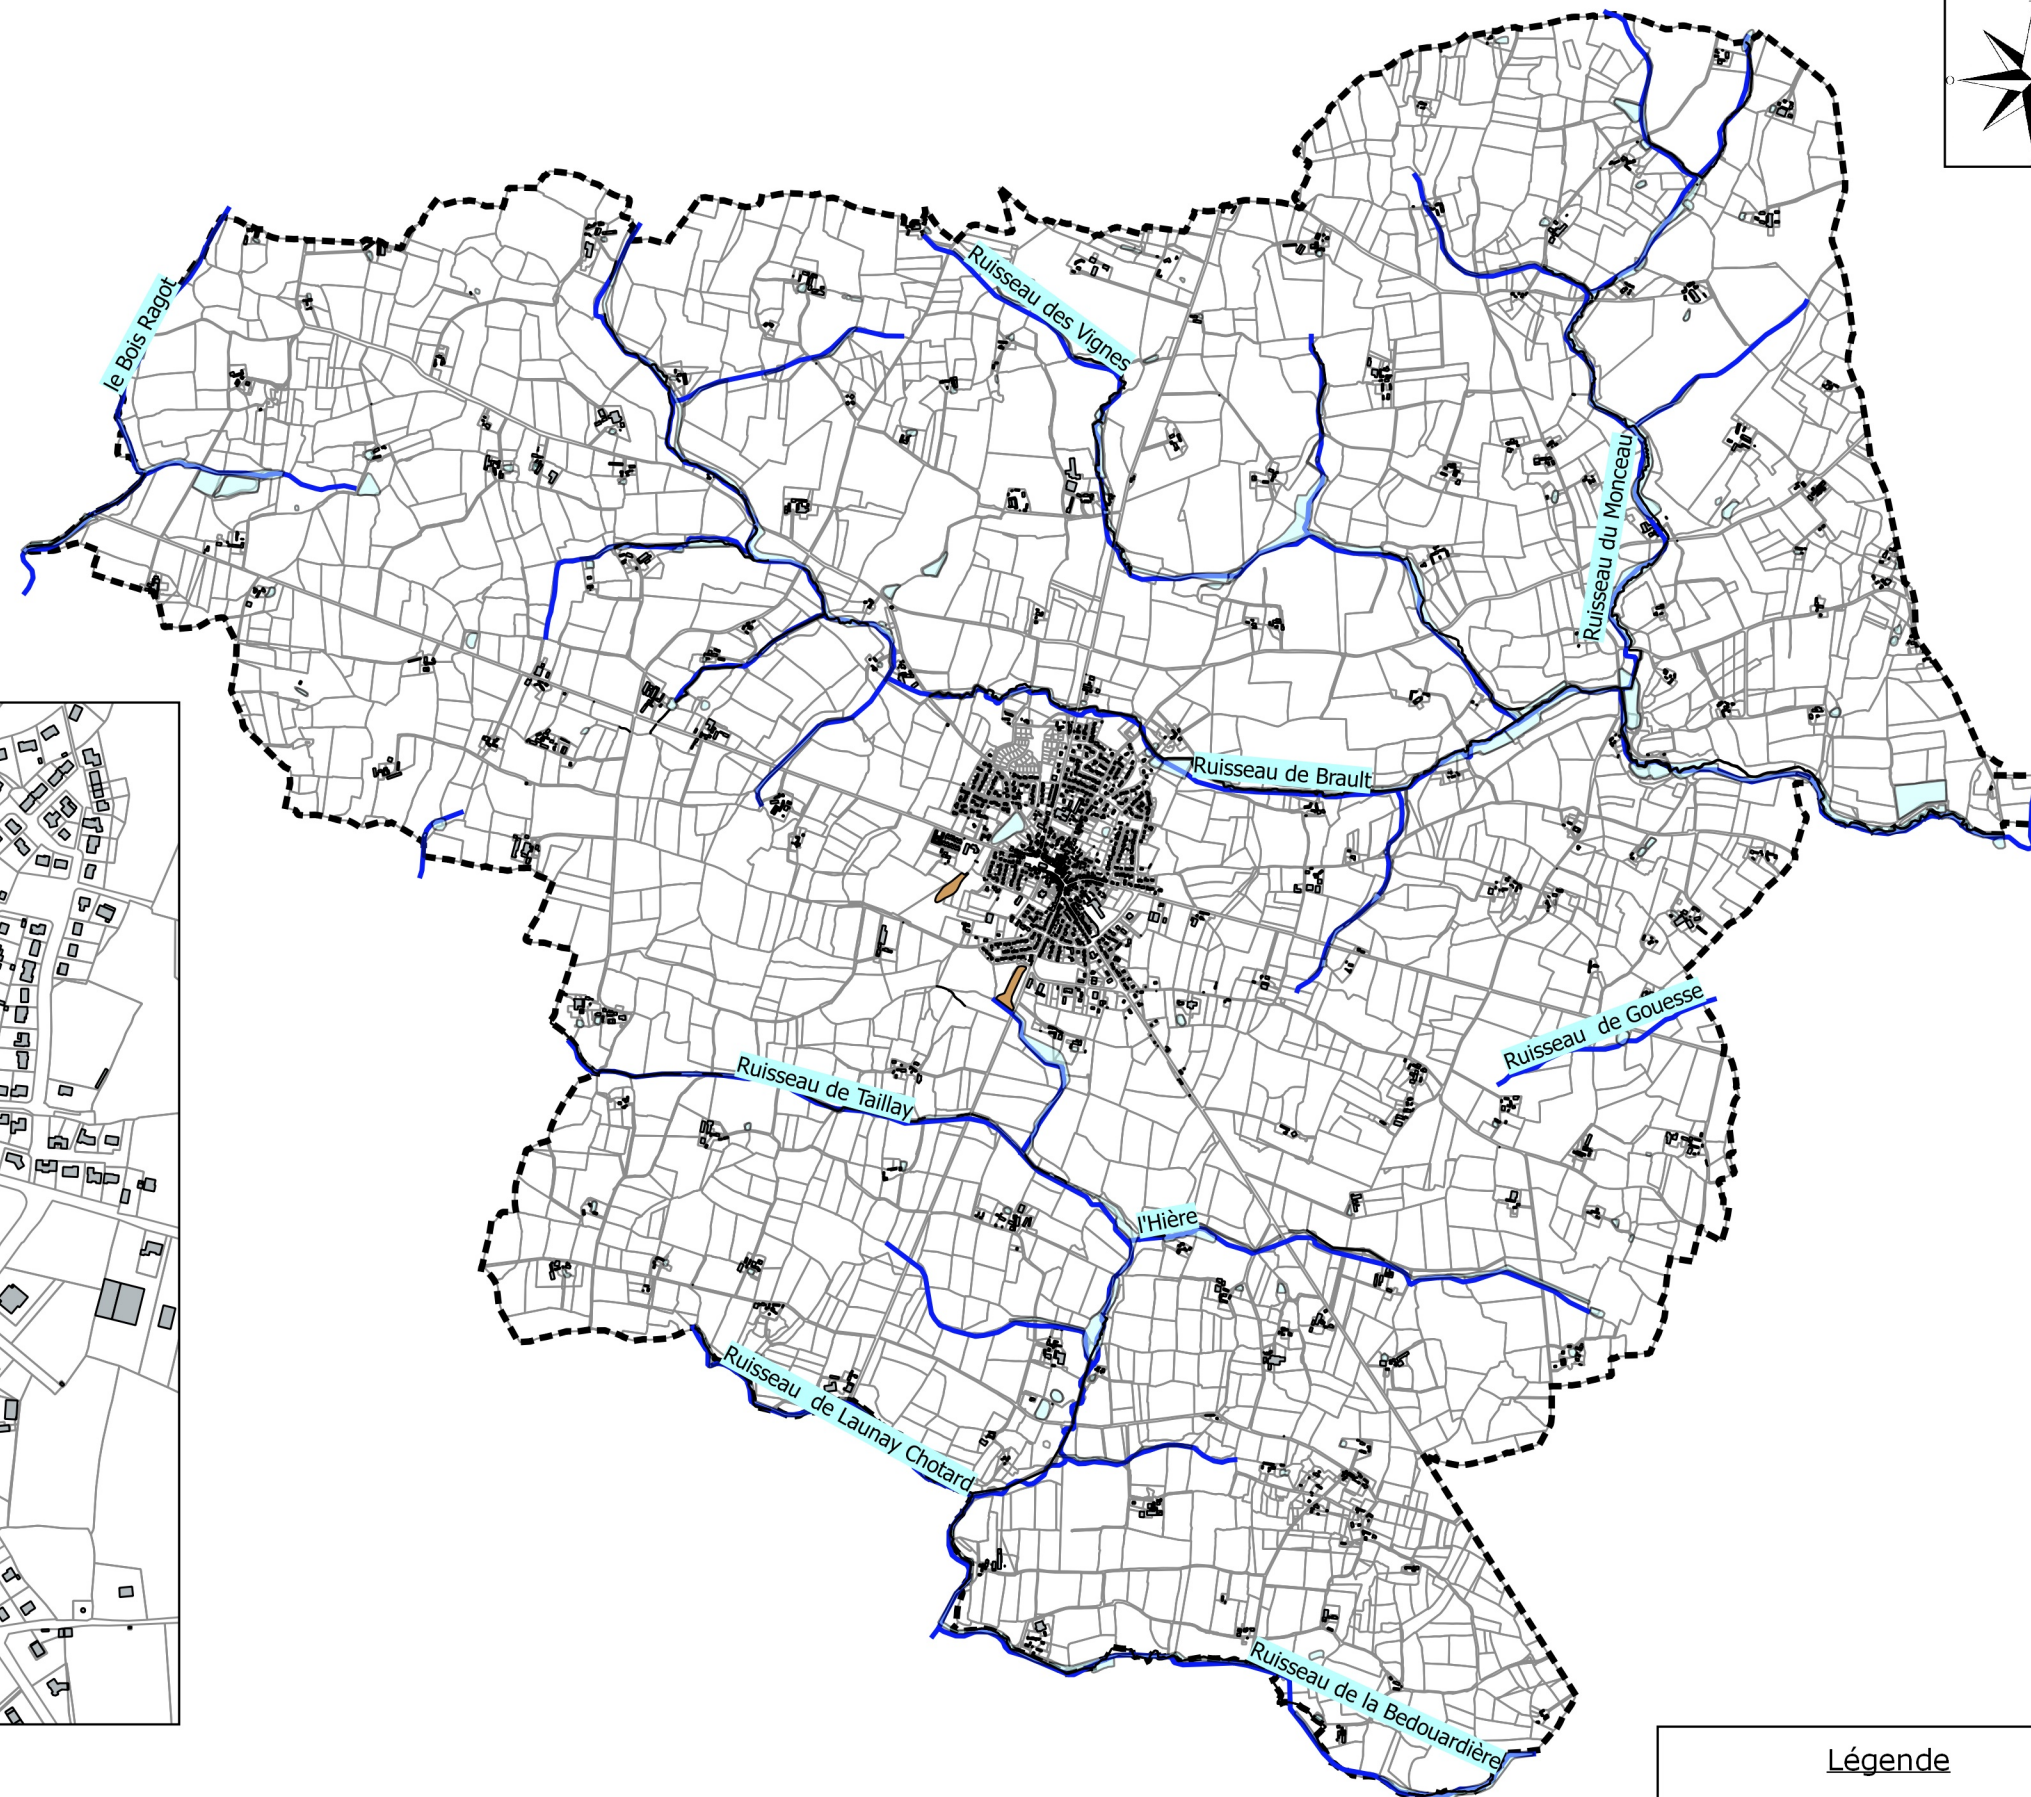 O
Ruisseau des Vignes
le Bois Ragot
Ruisseau du Monceau
Ruisseau de Brault
Ruisseau  de Gouesse
Ruisseau de Taillay
l'Hière
Ruisseau  de Launay Chotard
Ruisseau de la Bedouardière
Légende